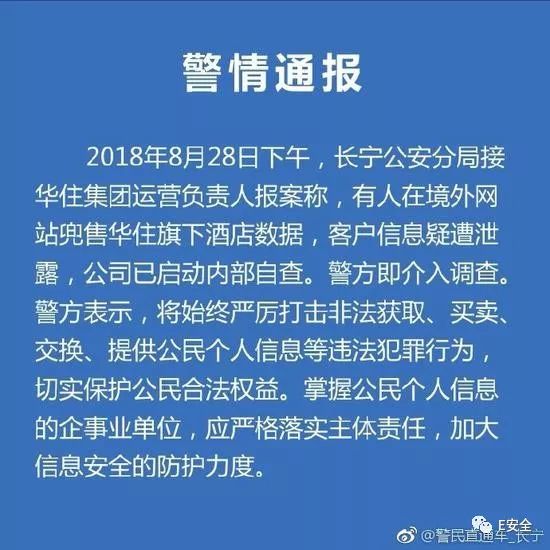 警情通报
2018年8月28日下午，长宁公安分局接
华住集团运营负责人报案称，有人在境外网
站兜售华住旗下酒店数据，客户信息疑遭泄
露，公司已启动内部自查。警方即介入调查。
警方表示，将始终严厉打击非法获取、买卖、
交换、提供公民个人信息等违法犯罪行为，
切实保护公民合法权益。掌握公民个人信息
的企事业单位，应严格落实主体责任，加大
信息安全的防护力度。
E安全
@警民直通车_长宁